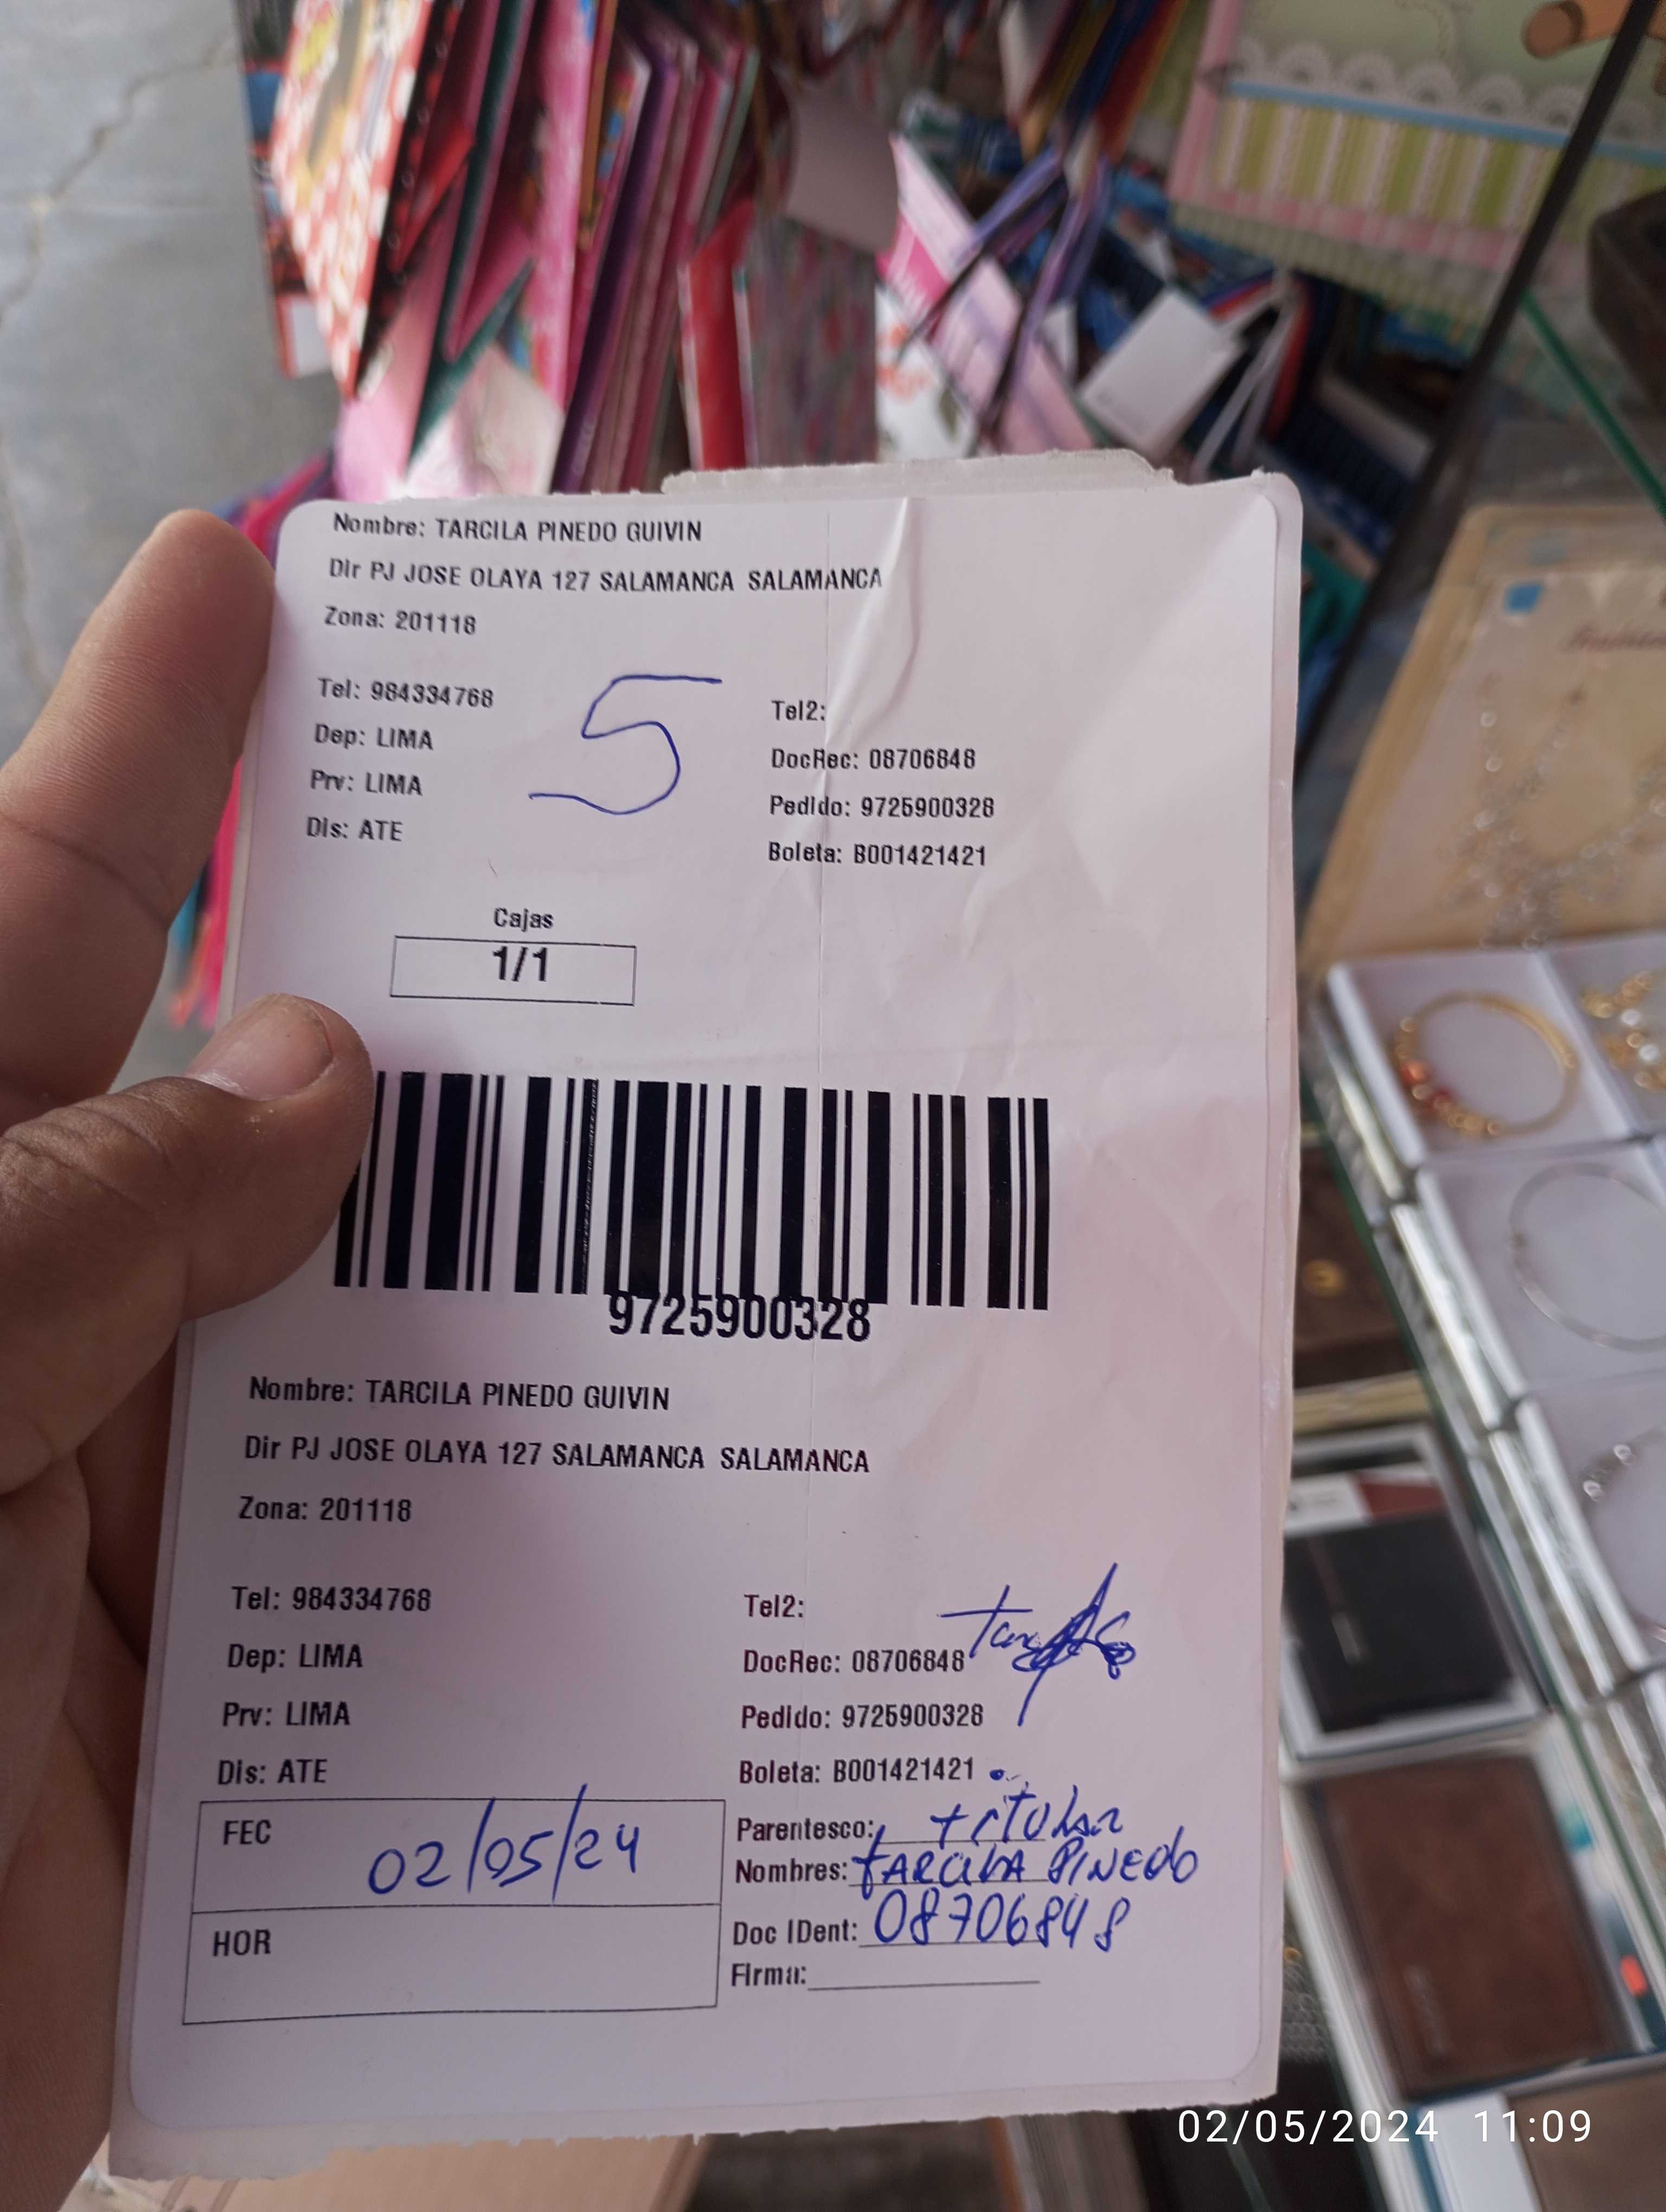 Nombre: TARCILA PINEDO GUIVIN
Dir PJ JOSE OLAYA 127 SALAMANCA SALAMANCA
Zona: 201118
5
Tel: 984334768
Tel2:
Dep: LIMA
DocRec: 08706848
Prv: LIMA
Pedido: 9725900328
Dis: ATE
Boleta: B001421421
Cajas
1/1
9725900328
Nombre: TARCILA PINEDO GUIVIN
Dir PJ JOSE OLAYA 127 SALAMANCA SALAMANCA
Zona: 201118
Tel: 984334768
Tel2:
Dep: LIMA
DocRec: 08706848
Prv: LIMA
Pedido: 9725900328
Dis: ATE
Boleta: B001421421
FEC 02/05/24
HOR
Parentesco: titular
Nombres: TARCILA PINEDO
Doc IDent: 08706848
Firma:
02/05/2024 11:09